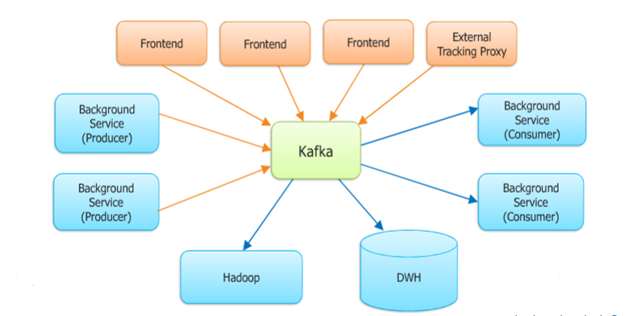 Frontend
Frontend
Frontend
External
Tracking Proxy
Background
Service
(Producer)
Background
Service
(Consumer)
Kafka
Background
Service
(Producer)
Background
Service
(Consumer)
Hadoop
DWH